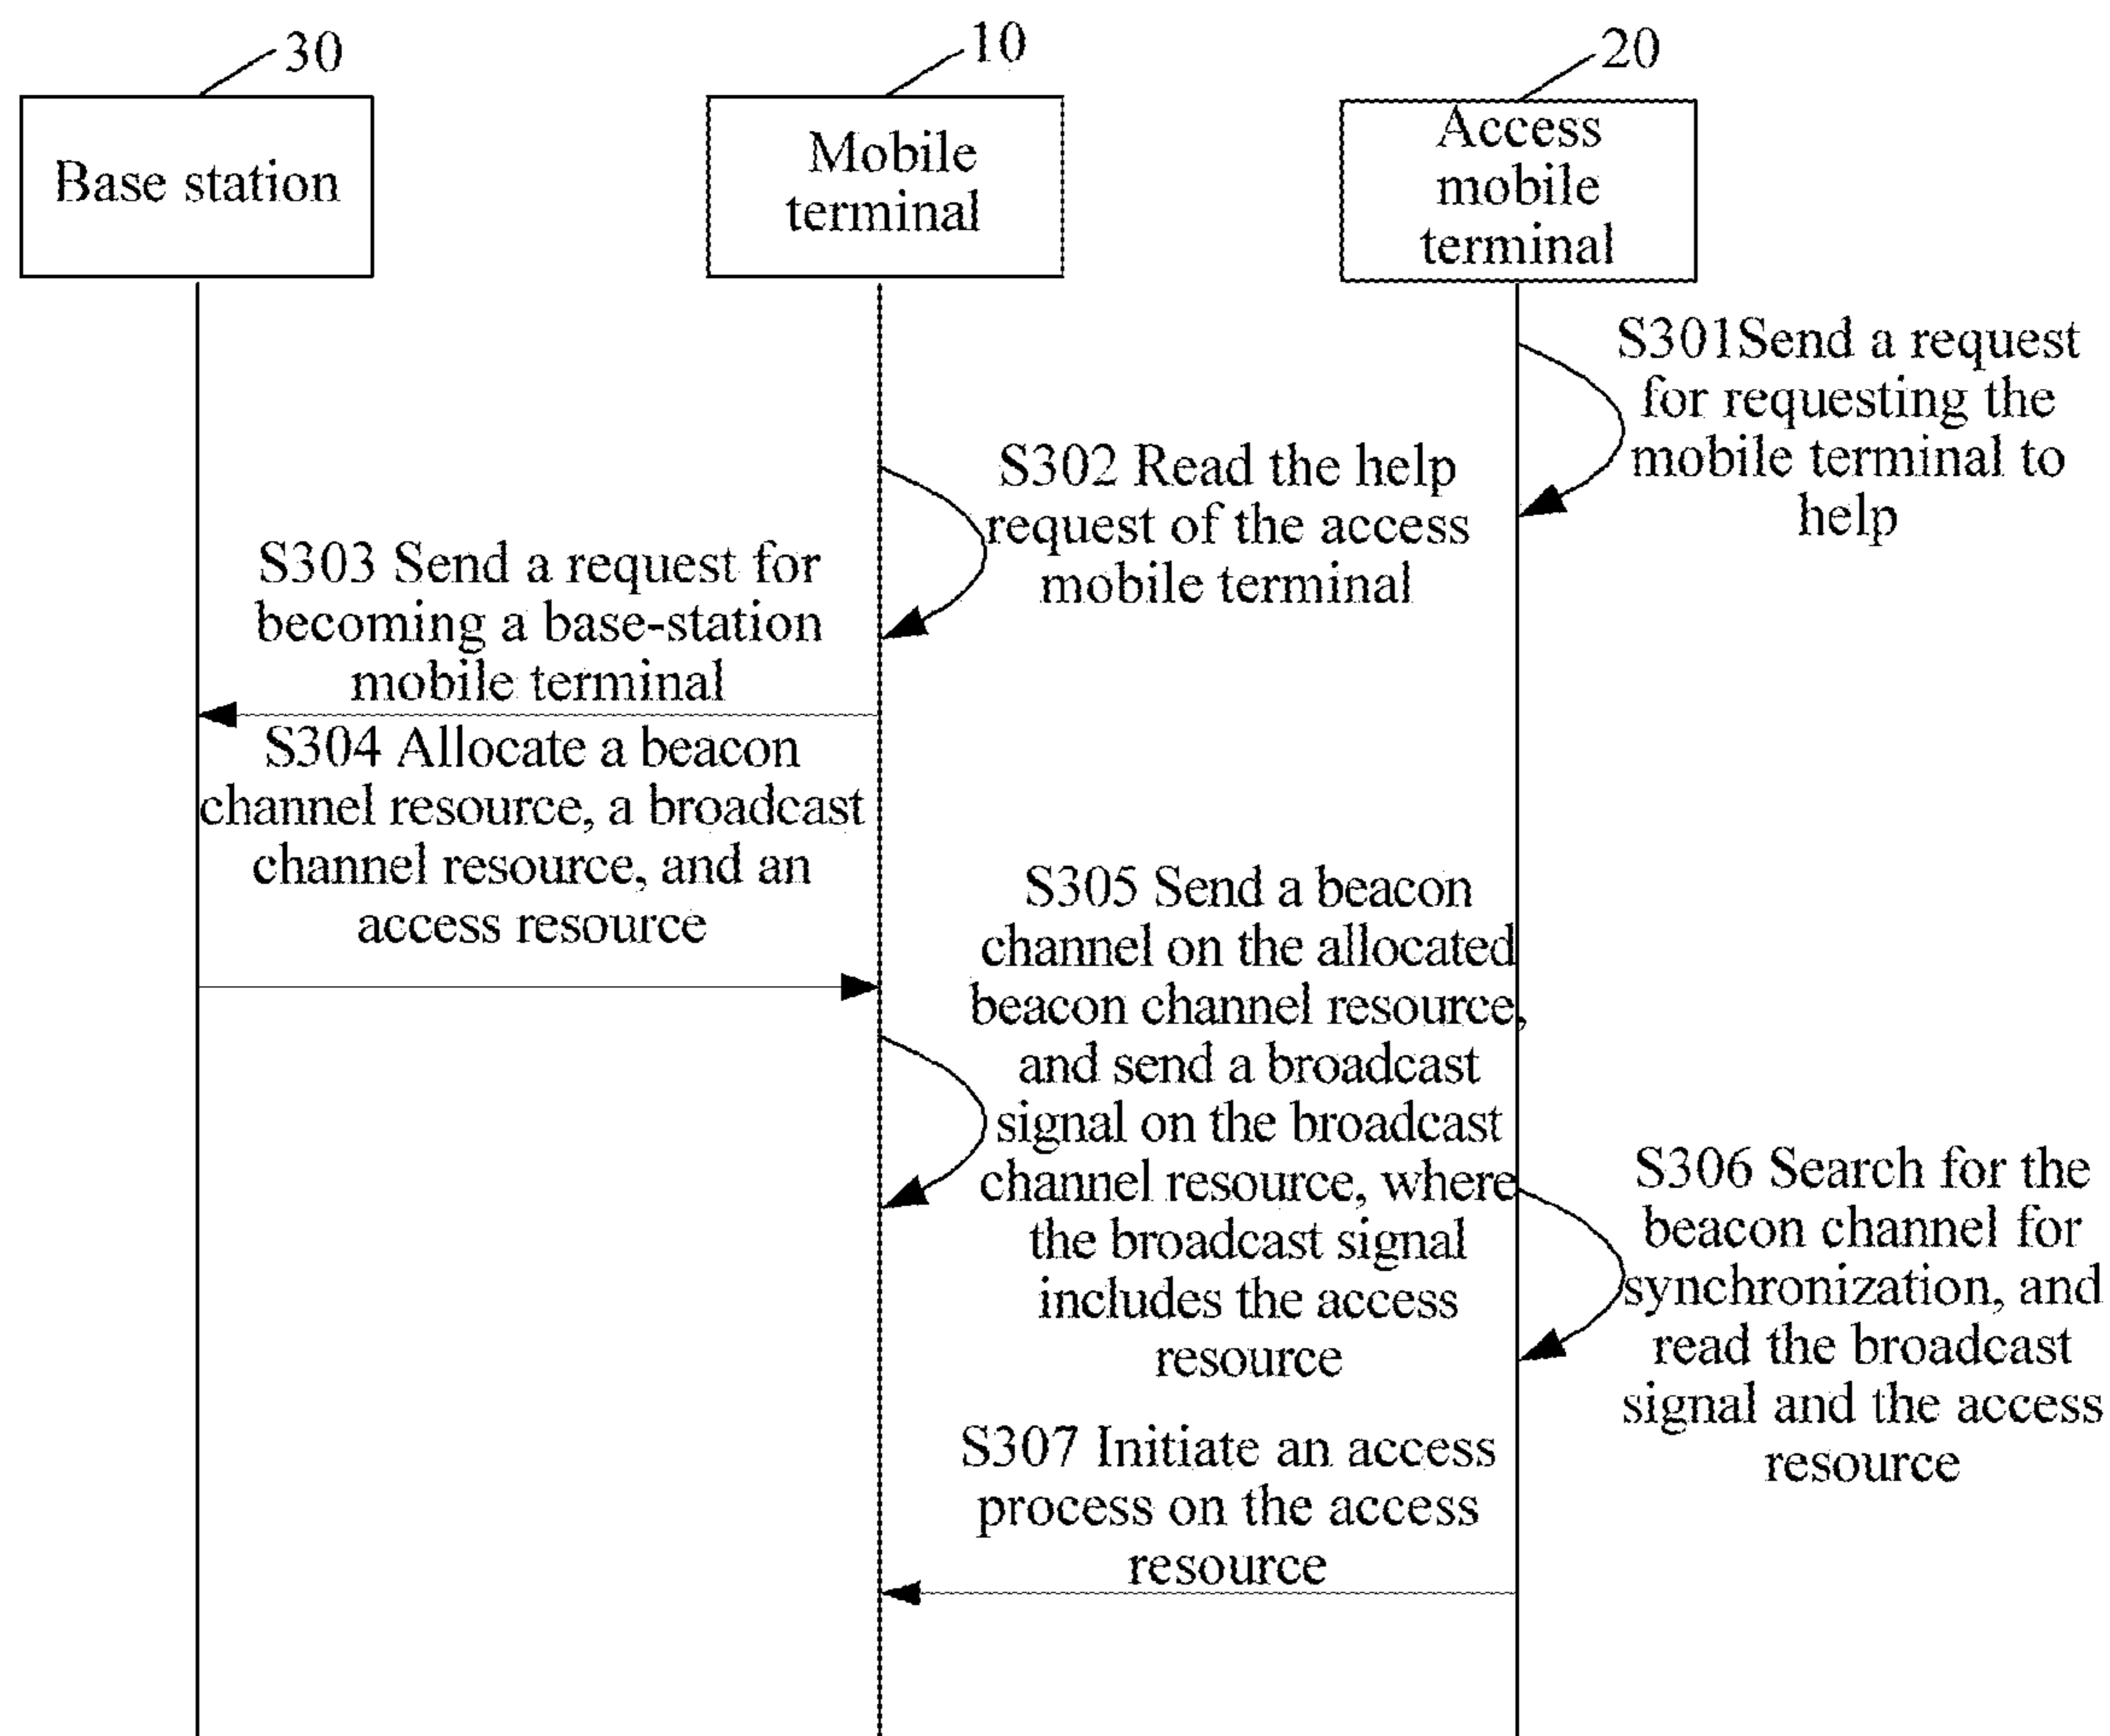 30
10
20
Base station
Mobile
terminal
Access
mobile
terminal
S301Send a request
for requesting the
mobile terminal to
help
S302 Read the help
request of the access
mobile terminal
S303 Send a request for
becoming a base-station
mobile terminal
S304 Allocate a beacon
channel resource, a broadcast
channel resource, and an
access resource
S305 Send a beacon
channel on the allocated
beacon channel resource,
and send a broadcast
signal on the broadcast
channel resource, where
the broadcast signal
includes the access
resource
S306 Search for the
beacon channel for
synchronization, and
read the broadcast
signal and the access
resource
S307 Initiate an access
process on the access
resource